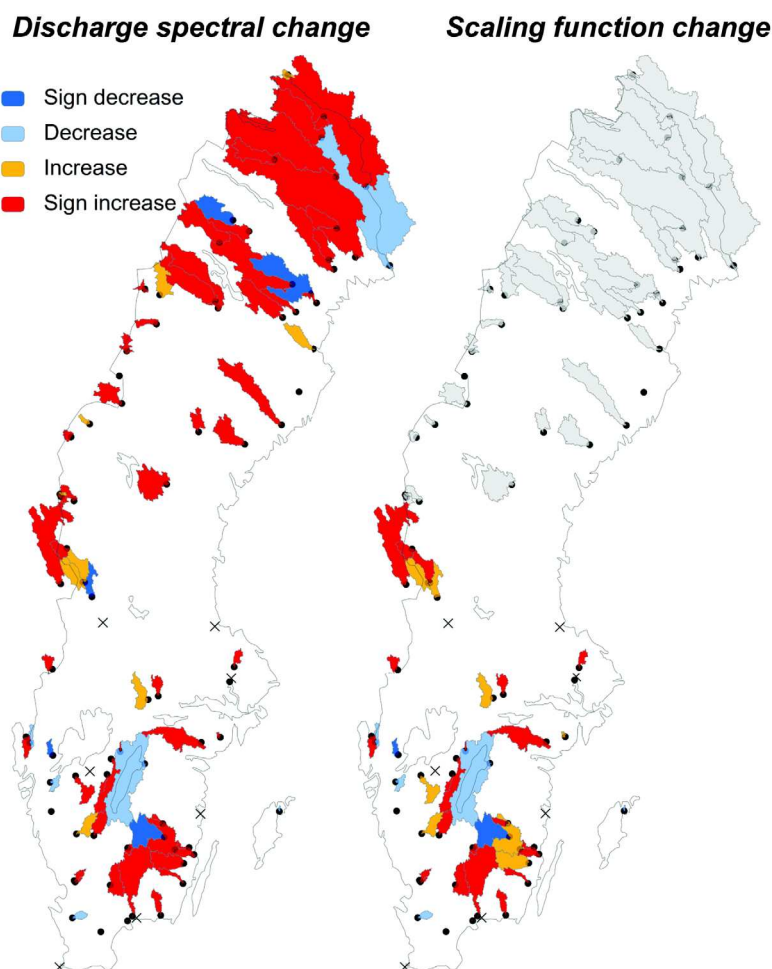 Discharge spectral change
Scaling function change
Sign decrease
Decrease
Increase
Sign increase